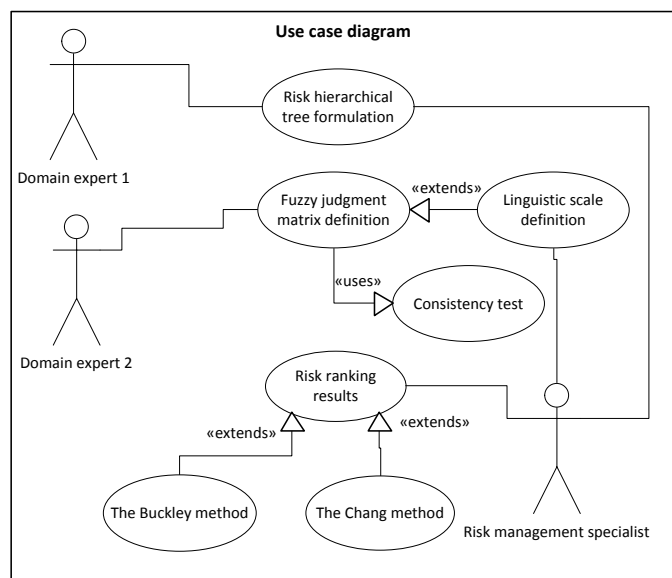 Use case diagram
Risk hierarchical
tree formulation
Domain expert 1
Fuzzy judgment
matrix definition
«extends»
Linguistic scale
definition
«uses»
Consistency test
Domain expert 2
Risk ranking
results
«extends»
«extends»
The Buckley method
The Chang method
Risk management specialist